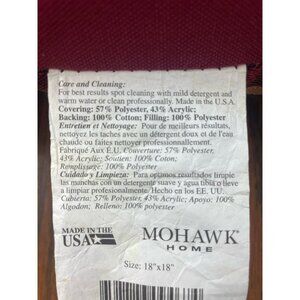 Care and Cleaning:
For best results spot cleaning with mild detergent and
warm water or clean professionally. Made in the U.S.A.
Covering: 57% Polyester, 43% Acrylic;
Backing: 100% Cotton; Filling: 100% Polyester
Entretien et Nettoyage: Pour de meilleurs résultats,
nettoyez les taches avec un détergent doux et de l'eau
chaude ou faites nettoyer professionnellement.
Fabriqué Aux É.U. Couverture: 57% Polyester,
43% Acrylic; Soutien: 100% Coton;
Remplissage: 100% Polyester
Cuidado y Limpieza: Para optimos resultados limpie
las manchas con un detergente suave y agua tibia o lleve
a limpiar profesionalmente/Hecho en los EE. UU.
Cubierta: 57% Polyester, 43% Acrylic; Apoyo: 100%
Algodon; Relleno: 100% polyester
MADE IN THE
USA
MOHAWK
HOME
Size: 18"x18"